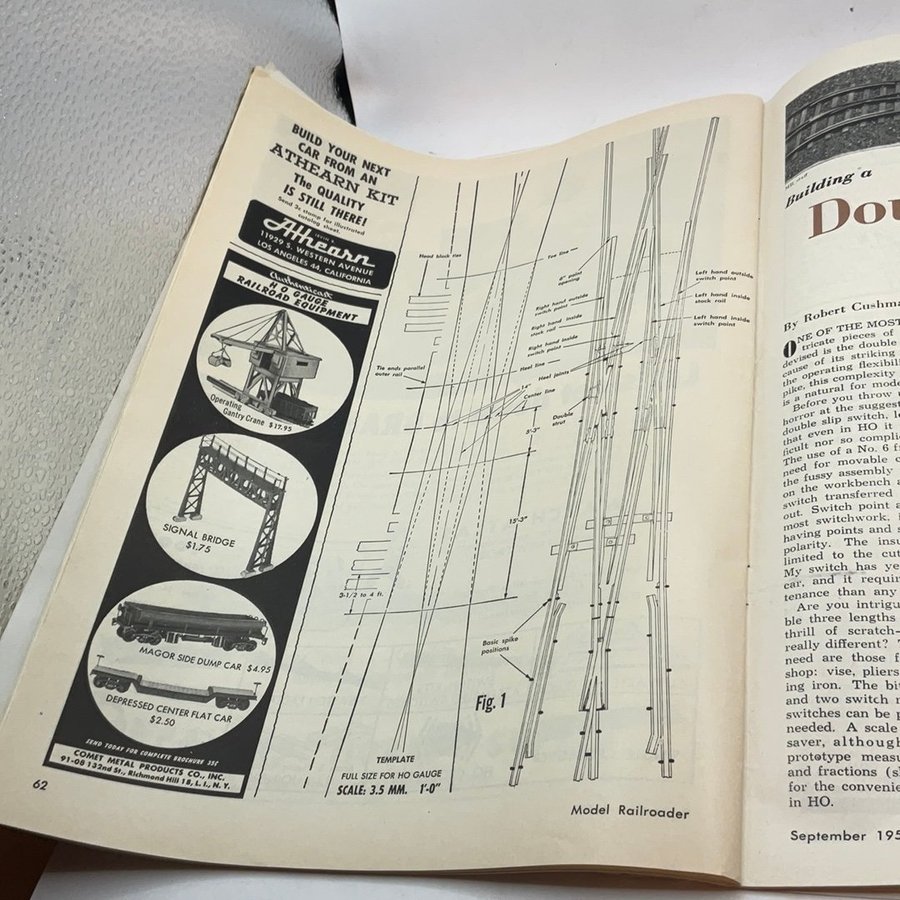 BUILD YOUR NEXT
CAR FROM AN
ATHEARN KIT
The QUALITY
IS STILL THERE!
Send 3c stamp for illustrated
catalog sheet.
Athearn
11929 S. WESTERN AVENUE
LOS ANGELES 44, CALIFORNIA
Authenticast
HO GAUGE
RAILROAD EQUIPMENT
Operating
Gantry Crane $17.95
SIGNAL BRIDGE
$1.75
MAGOR SIDE DUMP CAR $4.95
DEPRESSED CENTER FLAT CAR
$2.50
SEND TODAY FOR COMPLETE BROCHURE 35¢
COMET METAL PRODUCTS CO., INC.
91-08 132nd St., Richmond Hill 18, L. I., N. Y.
62
Head block ties
Toe line
6" point
opening
Right hand outside
switch point
Right hand inside
stock rail
Right hand inside
switch point
Heel line
Heel joints
Tie ends parallel
outer rail
14"
Center line
Double
strut
5'-3"
15'-3"
3-1/2 to 4 ft.
Left hand outside
switch point
Left hand inside
stock rail
Left hand inside
switch point
Basic spike
positions
Fig. 1
TEMPLATE
FULL SIZE FOR HO GAUGE
SCALE: 3.5 MM. 1'-0"
Model Railroader
Building a
Dou
By Robert Cushma
ONE OF THE MOST
tricate pieces of
devised is the double
cause of its striking
the operating flexibili
pike, this complexity
is a natural for mode
Before you throw u
horror at the suggest
double slip switch, le
that even in HO it
ficult nor so complic
The use of a No. 6 f
need for movable c
the fussy assembly
on the workbench a
switch transferred
out. Switch point a
most switchwork,
having points and s
polarity. The insu
limited to the cut
My switch has ye
car, and it requir
tenance than any
Are you intrigu
ble three lengths
thrill of scratch-
really different? T
need are those f
shop: vise, pliers
ing iron. The bit
and two switch r
switches can be p
needed. A scale
saver, although
prototype measu
and fractions (s
for the convenie
in HO.
September 195